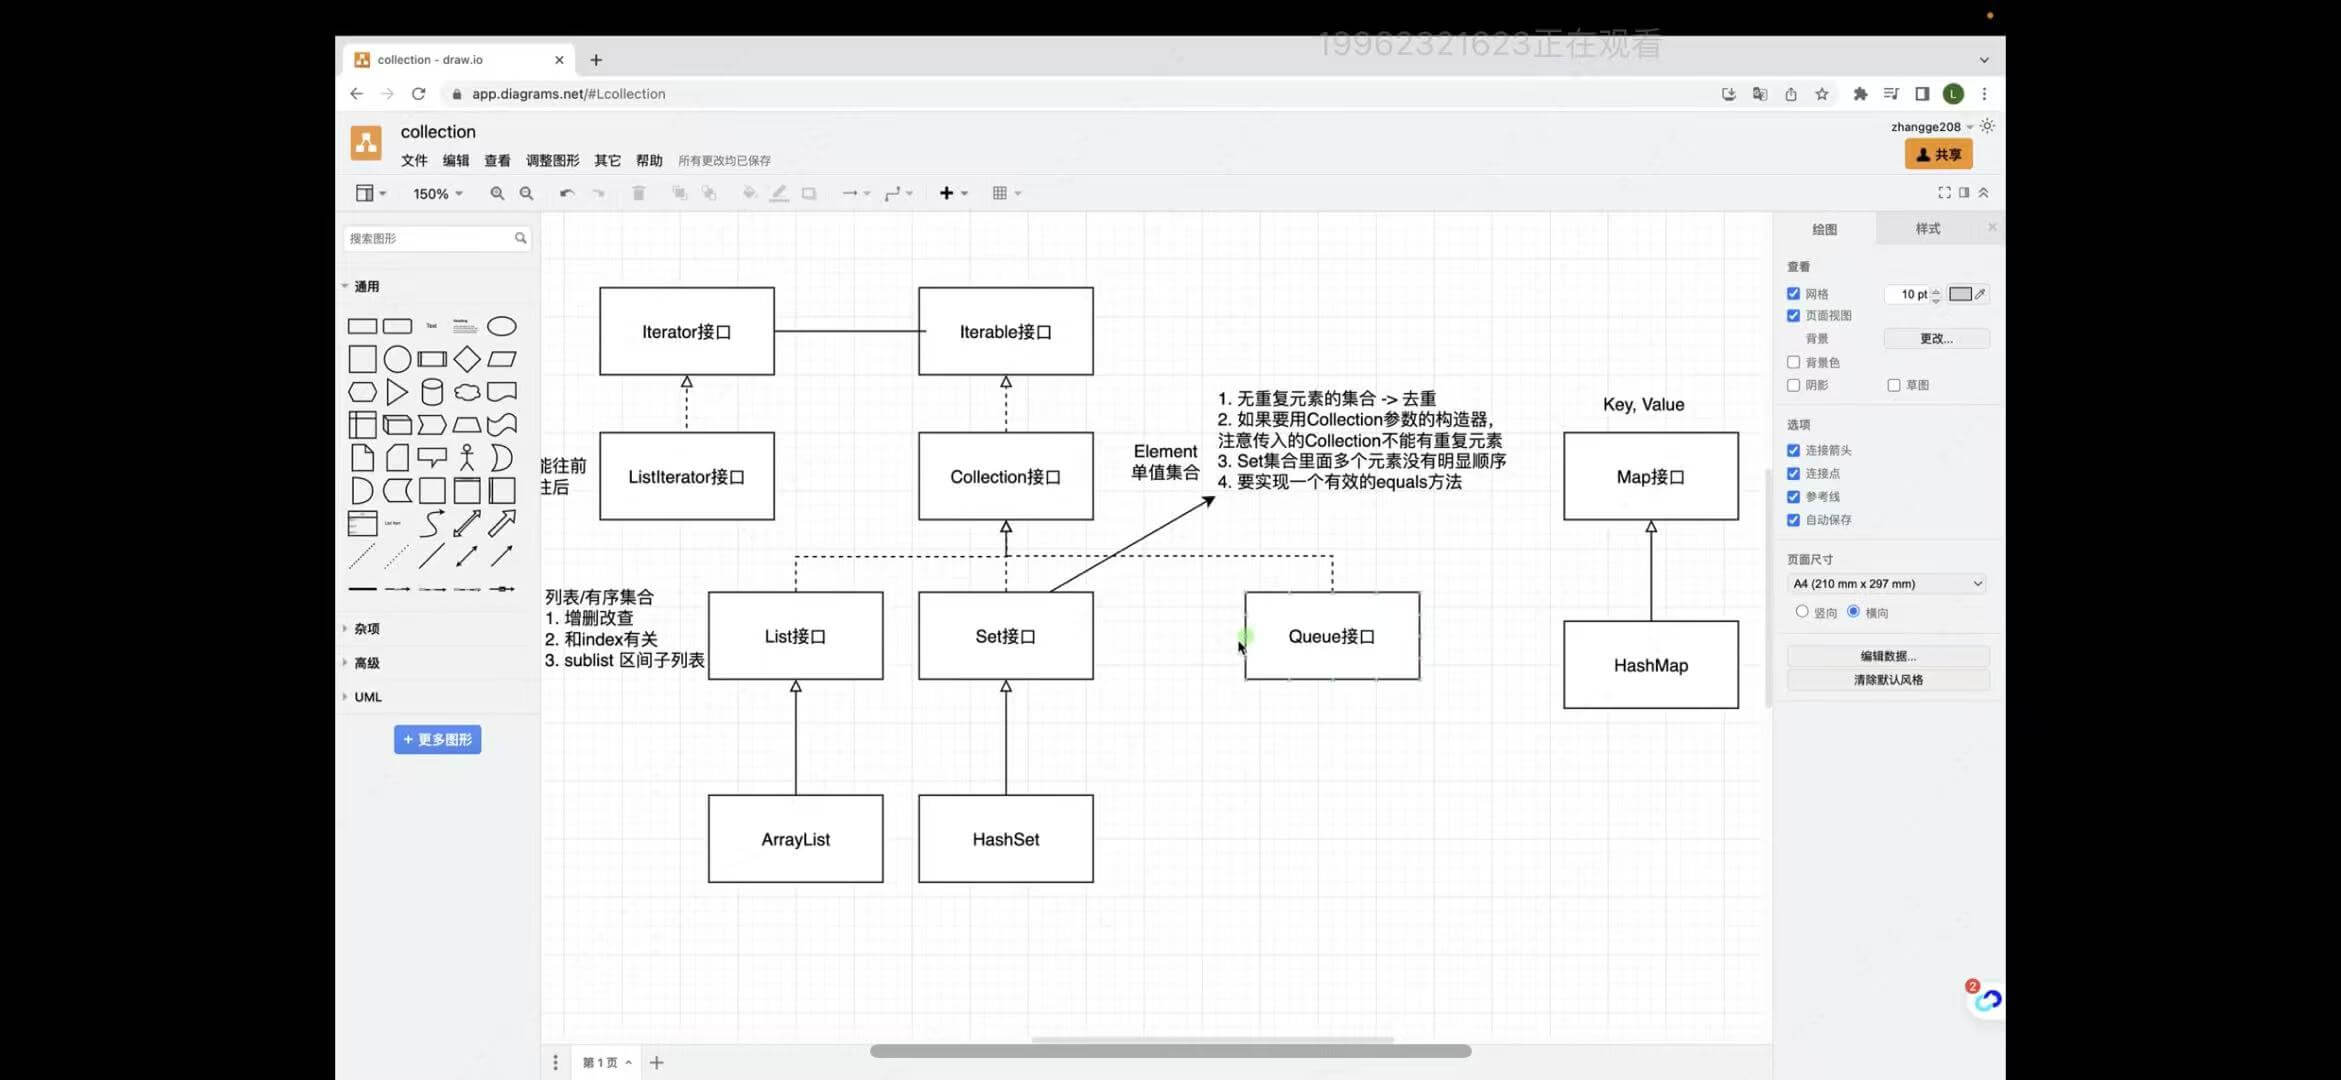 19962321623正在观看
collection - draw.io
app.diagrams.net/#Lcollection
L
collection
zhangge208
文件 编辑 查看 调整图形 其它 帮助 所有更改均已保存
共享
150%
搜索图形
通用
Text
Heading
List Item
杂项
高级
UML
+ 更多图形
Iterator接口
Iterable接口
能往前
往后
ListIterator接口
Collection接口
Element
单值集合
1. 无重复元素的集合 -> 去重
2. 如果要用Collection参数的构造器,
注意传入的Collection不能有重复元素
3. Set集合里面多个元素没有明显顺序
4. 要实现一个有效的equals方法
Key, Value
Map接口
列表/有序集合
1. 增删改查
2. 和index有关
3. sublist 区间子列表
List接口
Set接口
Queue接口
HashMap
ArrayList
HashSet
绘图
样式
查看
网格
10 pt
页面视图
背景
更改...
背景色
阴影
草图
选项
连接箭头
连接点
参考线
自动保存
页面尺寸
A4 (210 mm x 297 mm)
竖向
横向
编辑数据...
清除默认风格
2
第 1 页